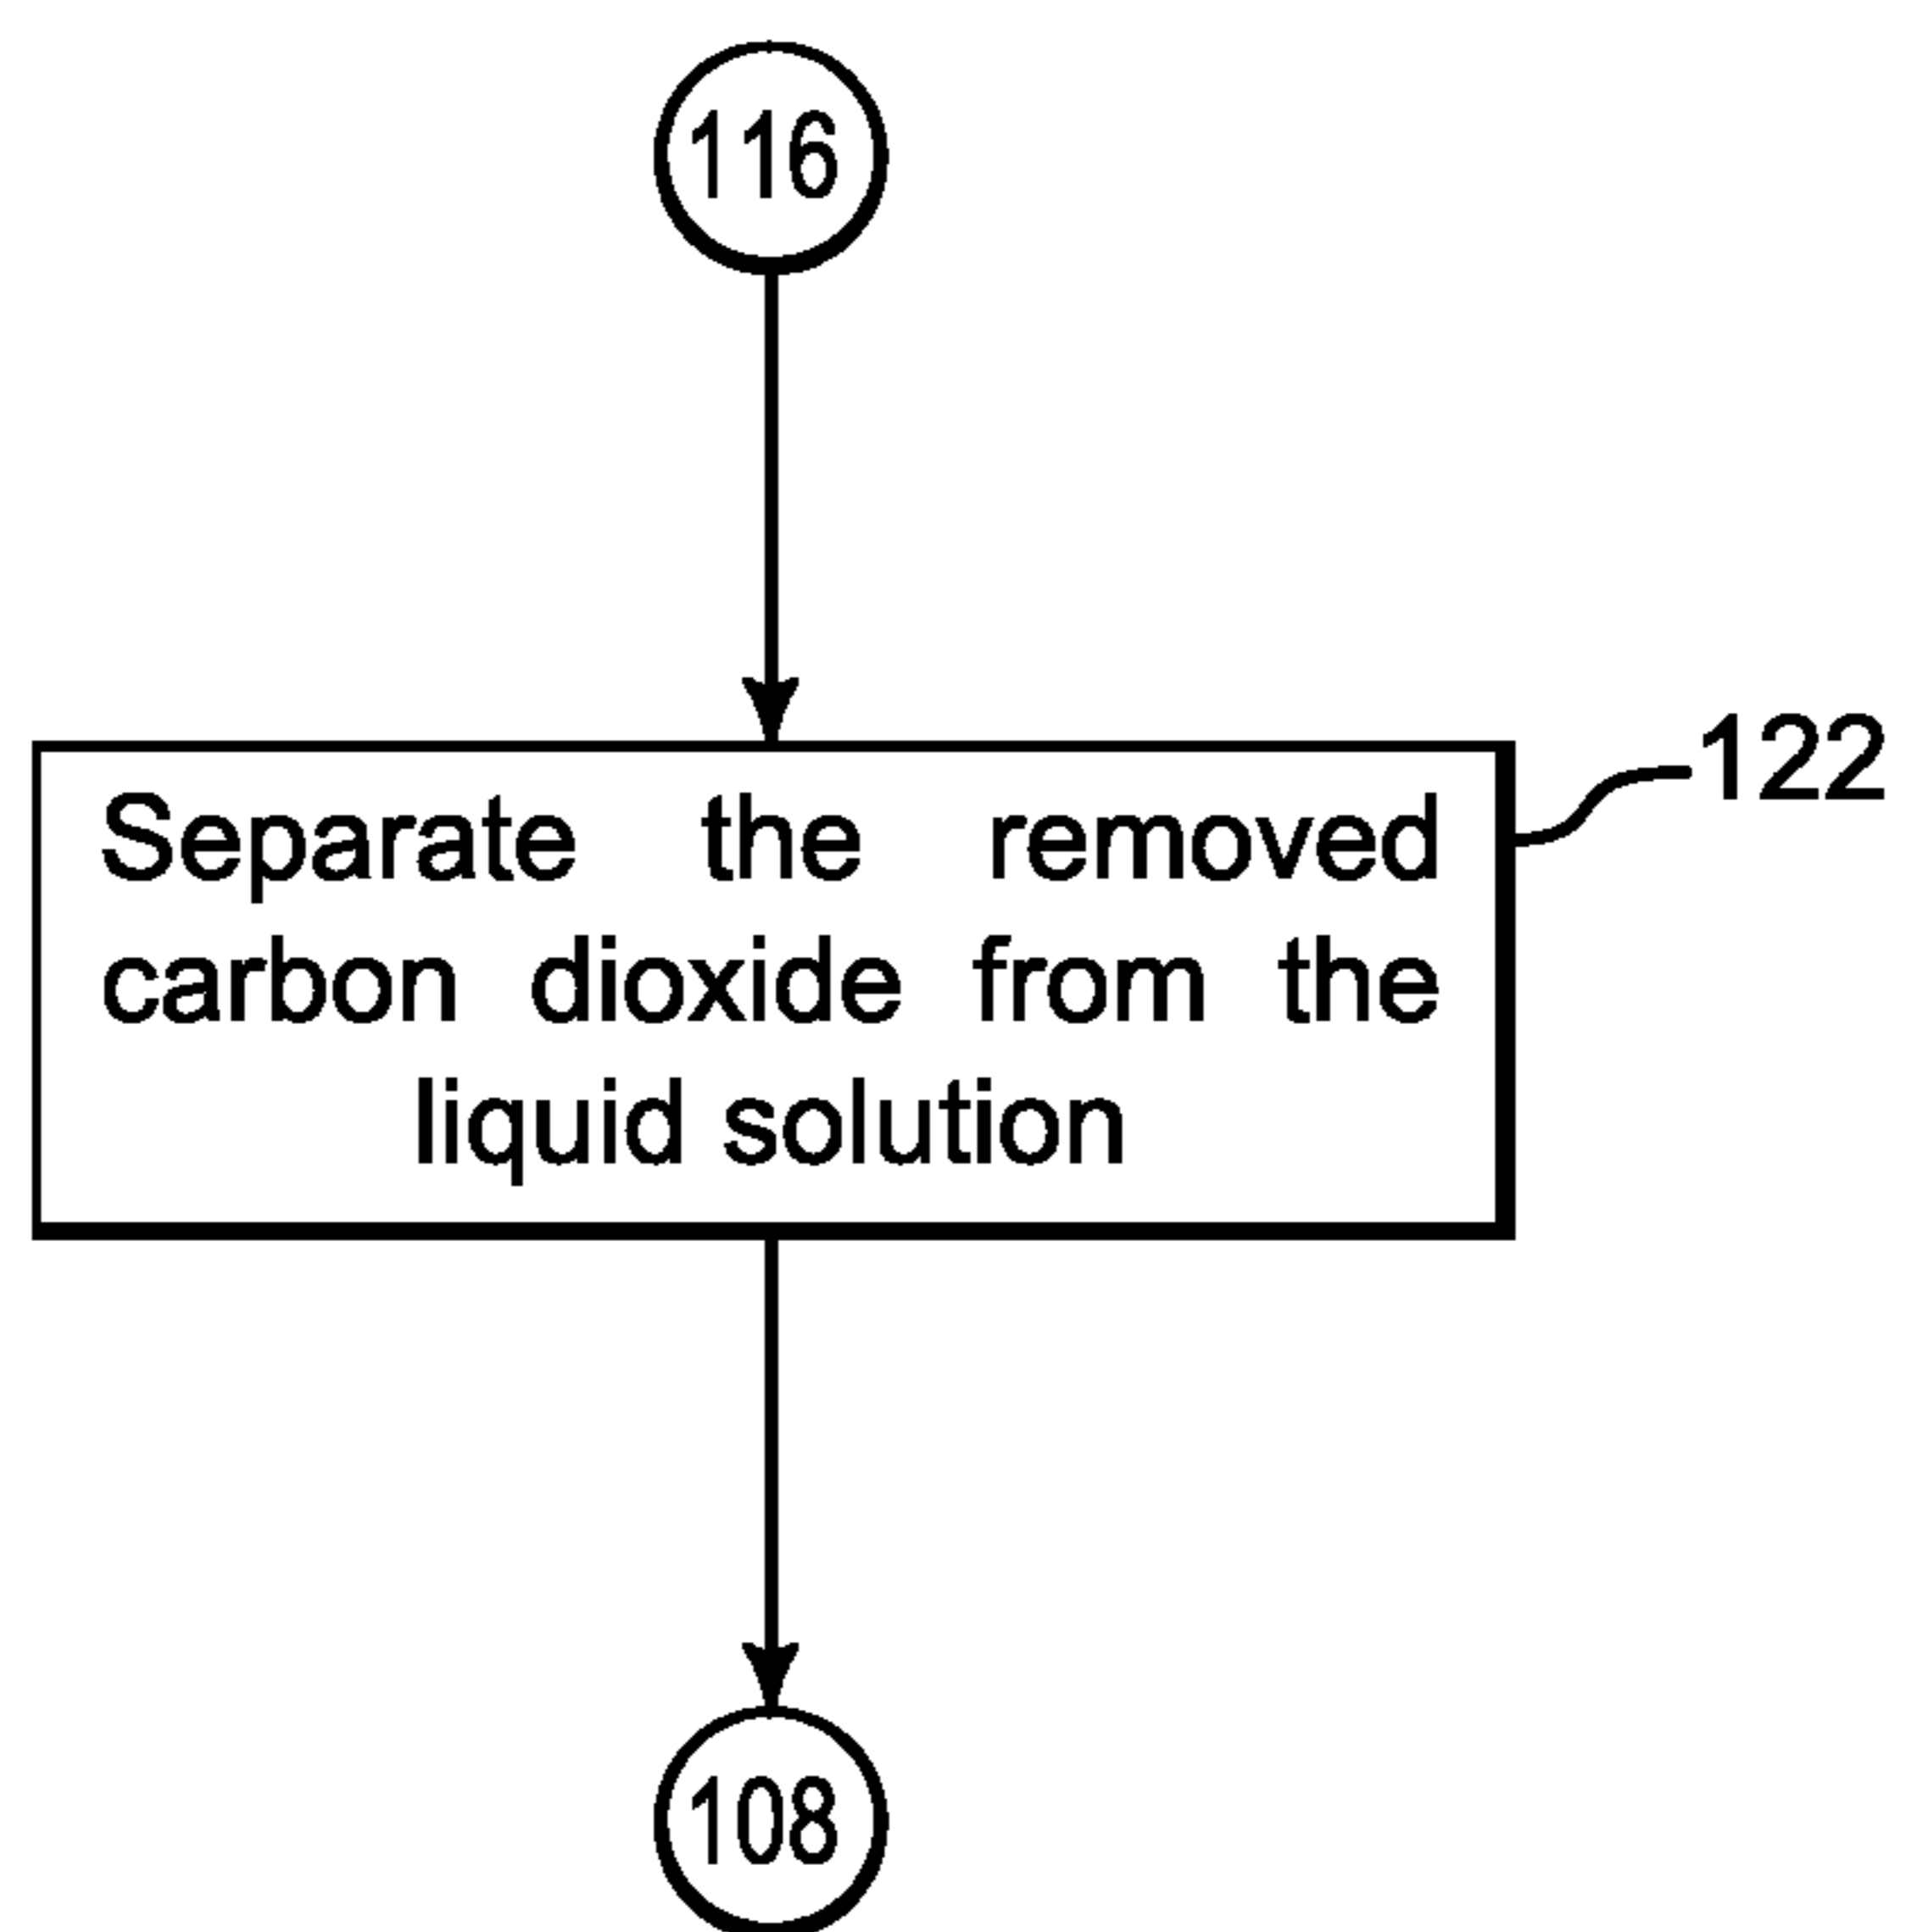 116
Separate the removed
122
carbon dioxide from the
liquid solution
108